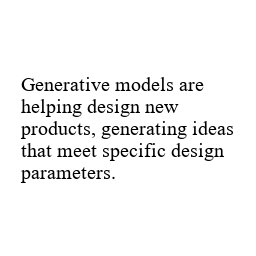 Generative models are
helping design new
products, generating ideas
that meet specific design
parameters.